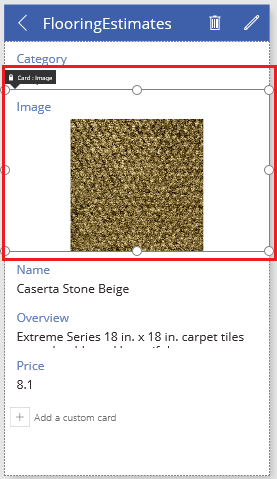 FlooringEstimates
Category
Card : Image
Image
Name
Caserta Stone Beige
Overview
Extreme Series 18 in. x 18 in. carpet tiles
Price
8.1
Add a custom card